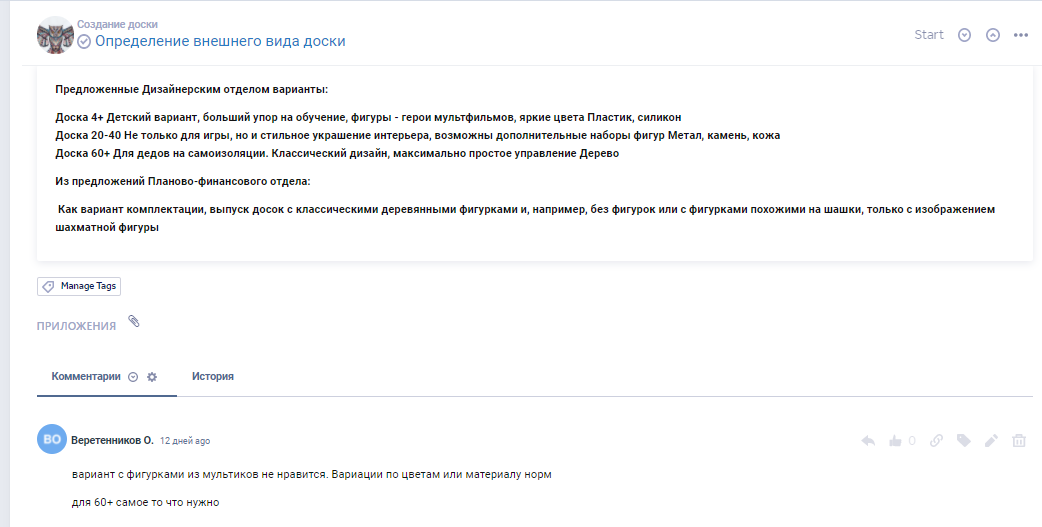 Создание доски
Определение внешнего вида доски
Start
Предложенные Дизайнерским отделом варианты:
Доска 4+ Детский вариант, больший упор на обучение, фигуры - герои мультфильмов, яркие цвета Пластик, силикон
Доска 20-40 Не только для игры, но и стильное украшение интерьера, возможны дополнительные наборы фигур Метал, камень, кожа
Доска 60+ Для дедов на самоизоляции. Классический дизайн, максимально простое управление Дерево
Из предложений Планово-финансового отдела:
Как вариант комплектации, выпуск досок с классическими деревянными фигурками и, например, без фигурок или с фигурками похожими на шашки, только с изображением
шахматной фигуры
Manage Tags
ПРИЛОЖЕНИЯ
Комментарии История
ВО Веретенников О. 12 дней ago 0
вариант с фигурками из мультиков не нравится. Вариации по цветам или материалу норм
для 60+ самое то что нужно